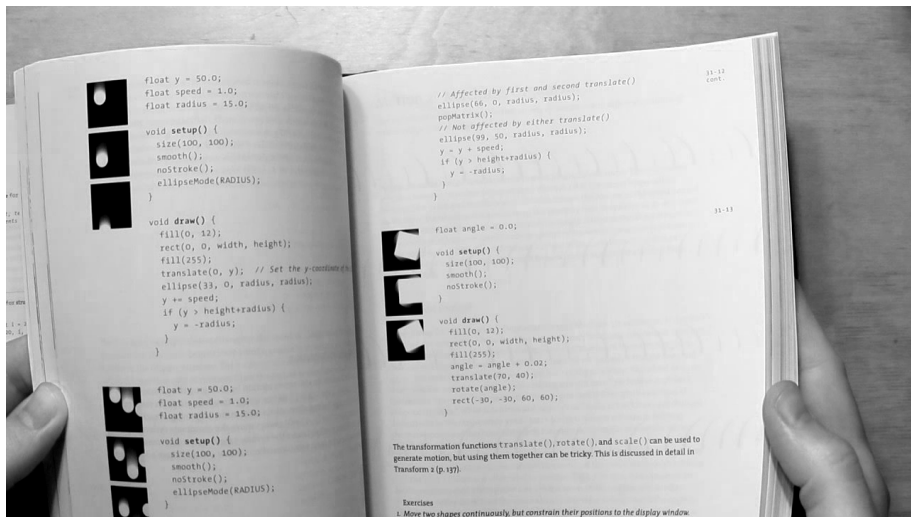 float y = 50.0;
float speed = 1.0;
float radius = 15.0;
void setup() {
size(100, 100);
smooth();
noStroke();
ellipseMode(RADIUS);
}
void draw() {
fill(0, 12);
rect(0, 0, width, height);
fill(255);
translate(0, y); // Set the y-coordinate
ellipse(33, 0, radius, radius);
y += speed;
if (y > height+radius) {
y = -radius;
}
}
float y = 50.0;
float speed = 1.0;
float radius = 15.0;
void setup() {
size(100, 100);
smooth();
noStroke();
ellipseMode(RADIUS);
}
31-12
cont.
// Affected by first and second translate()
ellipse(66, 0, radius, radius);
popMatrix();
// Not affected by either translate()
ellipse(99, 50, radius, radius);
y = y + speed;
if (y > height+radius) {
y = -radius;
}
}
31-13
float angle = 0.0;
void setup() {
size(100, 100);
smooth();
noStroke();
}
void draw() {
fill(0, 12);
rect(0, 0, width, height);
fill(255);
angle = angle + 0.02;
translate(70, 40);
rotate(angle);
rect(-30, -30, 60, 60);
}
The transformation functions translate(), rotate(), and scale() can be used to
generate motion, but using them together can be tricky. This is discussed in detail in
Transform 2 (p. 137).
Exercises
1. Move two shapes continuously, but constrain their positions to the display window.